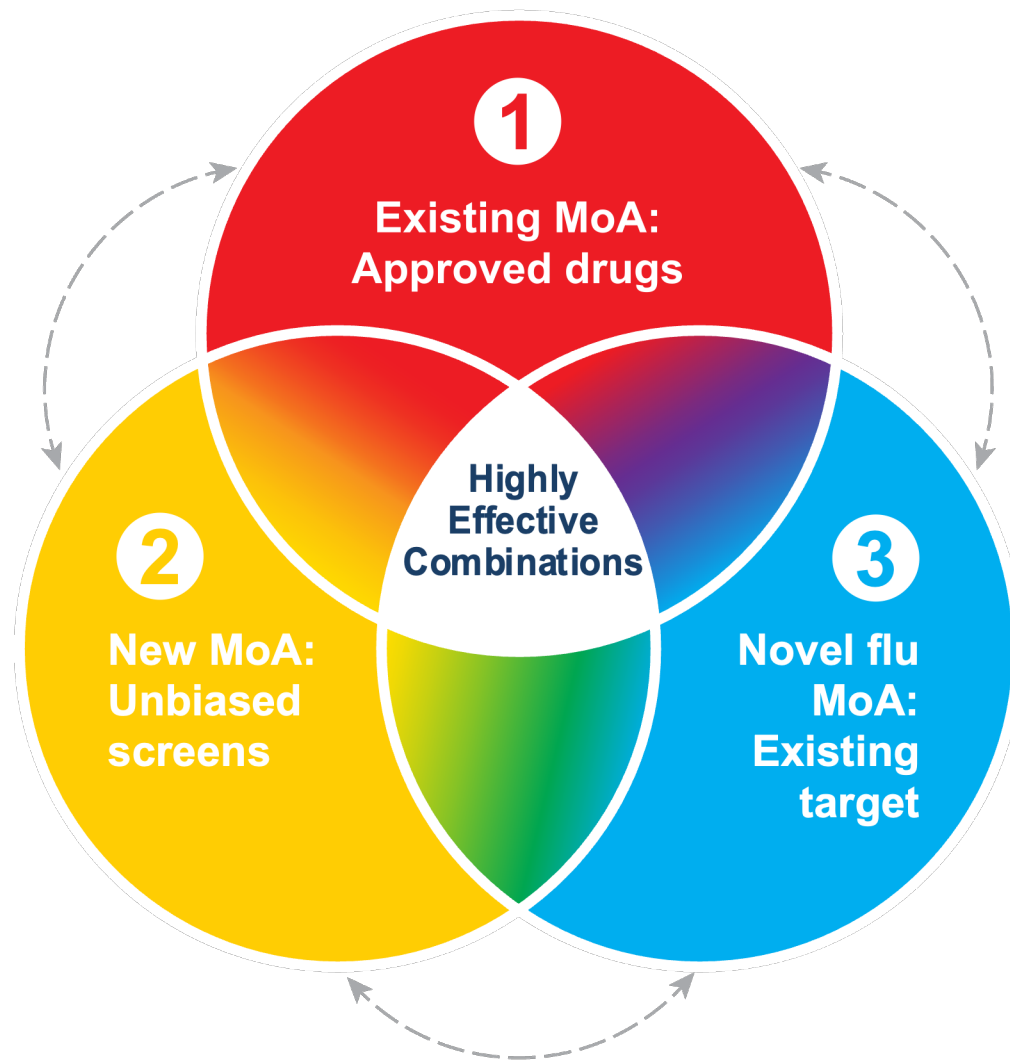 1
Existing MoA:
Approved drugs
Highly
Effective
Combinations
2
New MoA:
Unbiased
screens
3
Novel flu
MoA:
Existing
target